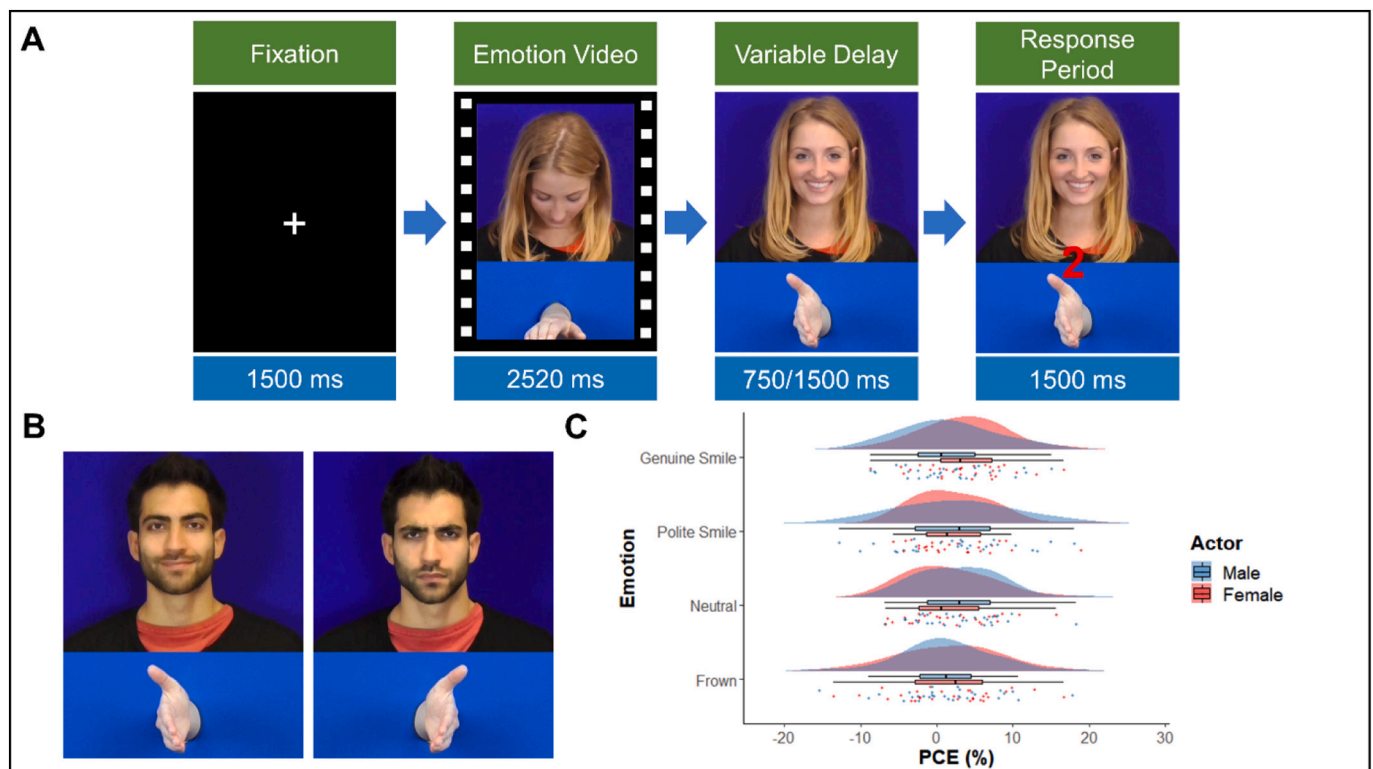 A
Fixation
Emotion Video
Variable Delay
Response
Period
+
2
1500 ms
2520 ms
750/1500 ms
1500 ms
B
C
Genuine Smile
Polite Smile
Neutral
Frown
Emotion
-20
-10
0
10
20
30
PCE (%)
Actor
Male
Female